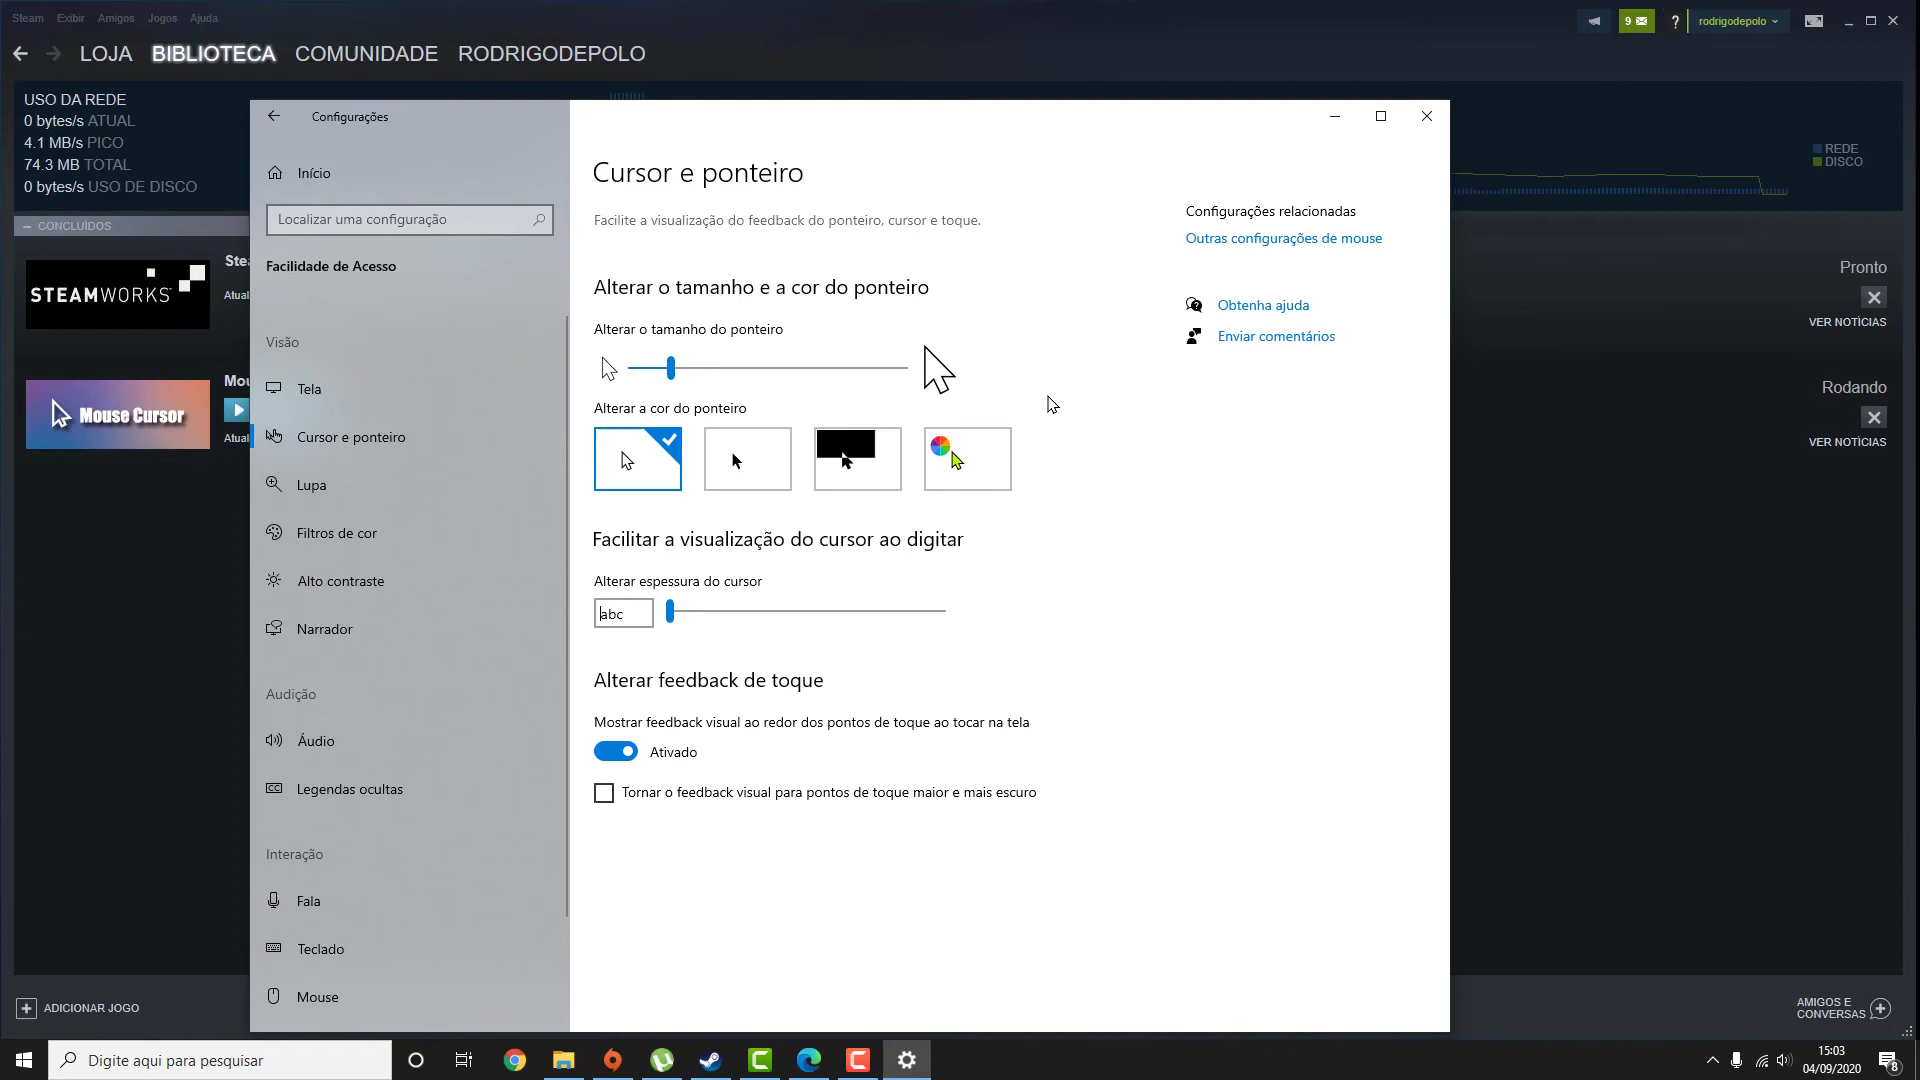 Steam Exibir Amigos Jogos Ajuda
9
?
rodrigodepolo
LOJA BIBLIOTECA COMUNIDADE RODRIGODEPOLO
USO DA REDE
0 bytes/s ATUAL
4.1 MB/s PICO
74.3 MB TOTAL
0 bytes/s USO DE DISCO
REDE
DISCO
CONCLUÍDOS
STEAMWORKS
Stea
Atual
Pronto
VER NOTÍCIAS
Mouse Cursor
Mou
Atual
Rodando
VER NOTÍCIAS
Configurações
Início
Localizar uma configuração
Facilidade de Acesso
Visão
Tela
Cursor e ponteiro
Lupa
Filtros de cor
Alto contraste
Narrador
Audição
Áudio
CC
Legendas ocultas
Interação
Fala
Teclado
Mouse
Cursor e ponteiro
Facilite a visualização do feedback do ponteiro, cursor e toque.
Alterar o tamanho e a cor do ponteiro
Alterar o tamanho do ponteiro
Alterar a cor do ponteiro
Facilitar a visualização do cursor ao digitar
Alterar espessura do cursor
abc
Alterar feedback de toque
Mostrar feedback visual ao redor dos pontos de toque ao tocar na tela
Ativado
Tornar o feedback visual para pontos de toque maior e mais escuro
Configurações relacionadas
Outras configurações de mouse
Obtenha ajuda
Enviar comentários
ADICIONAR JOGO
AMIGOS E
CONVERSAS
Digite aqui para pesquisar
15:03
04/09/2020
8